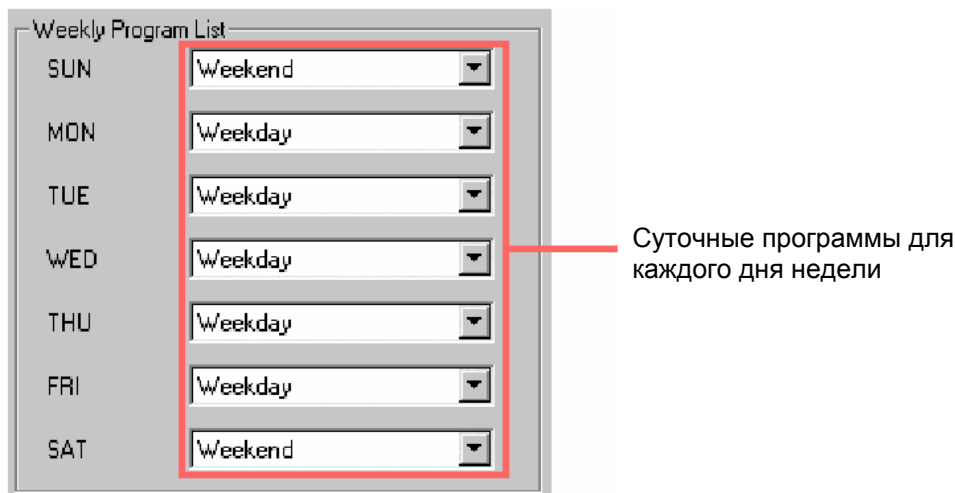 Weekly Program List
SUN Weekend
MON Weekday
TUE Weekday
WED Weekday
THU Weekday
FRI Weekday
SAT Weekend
Суточные программы для
каждого дня недели